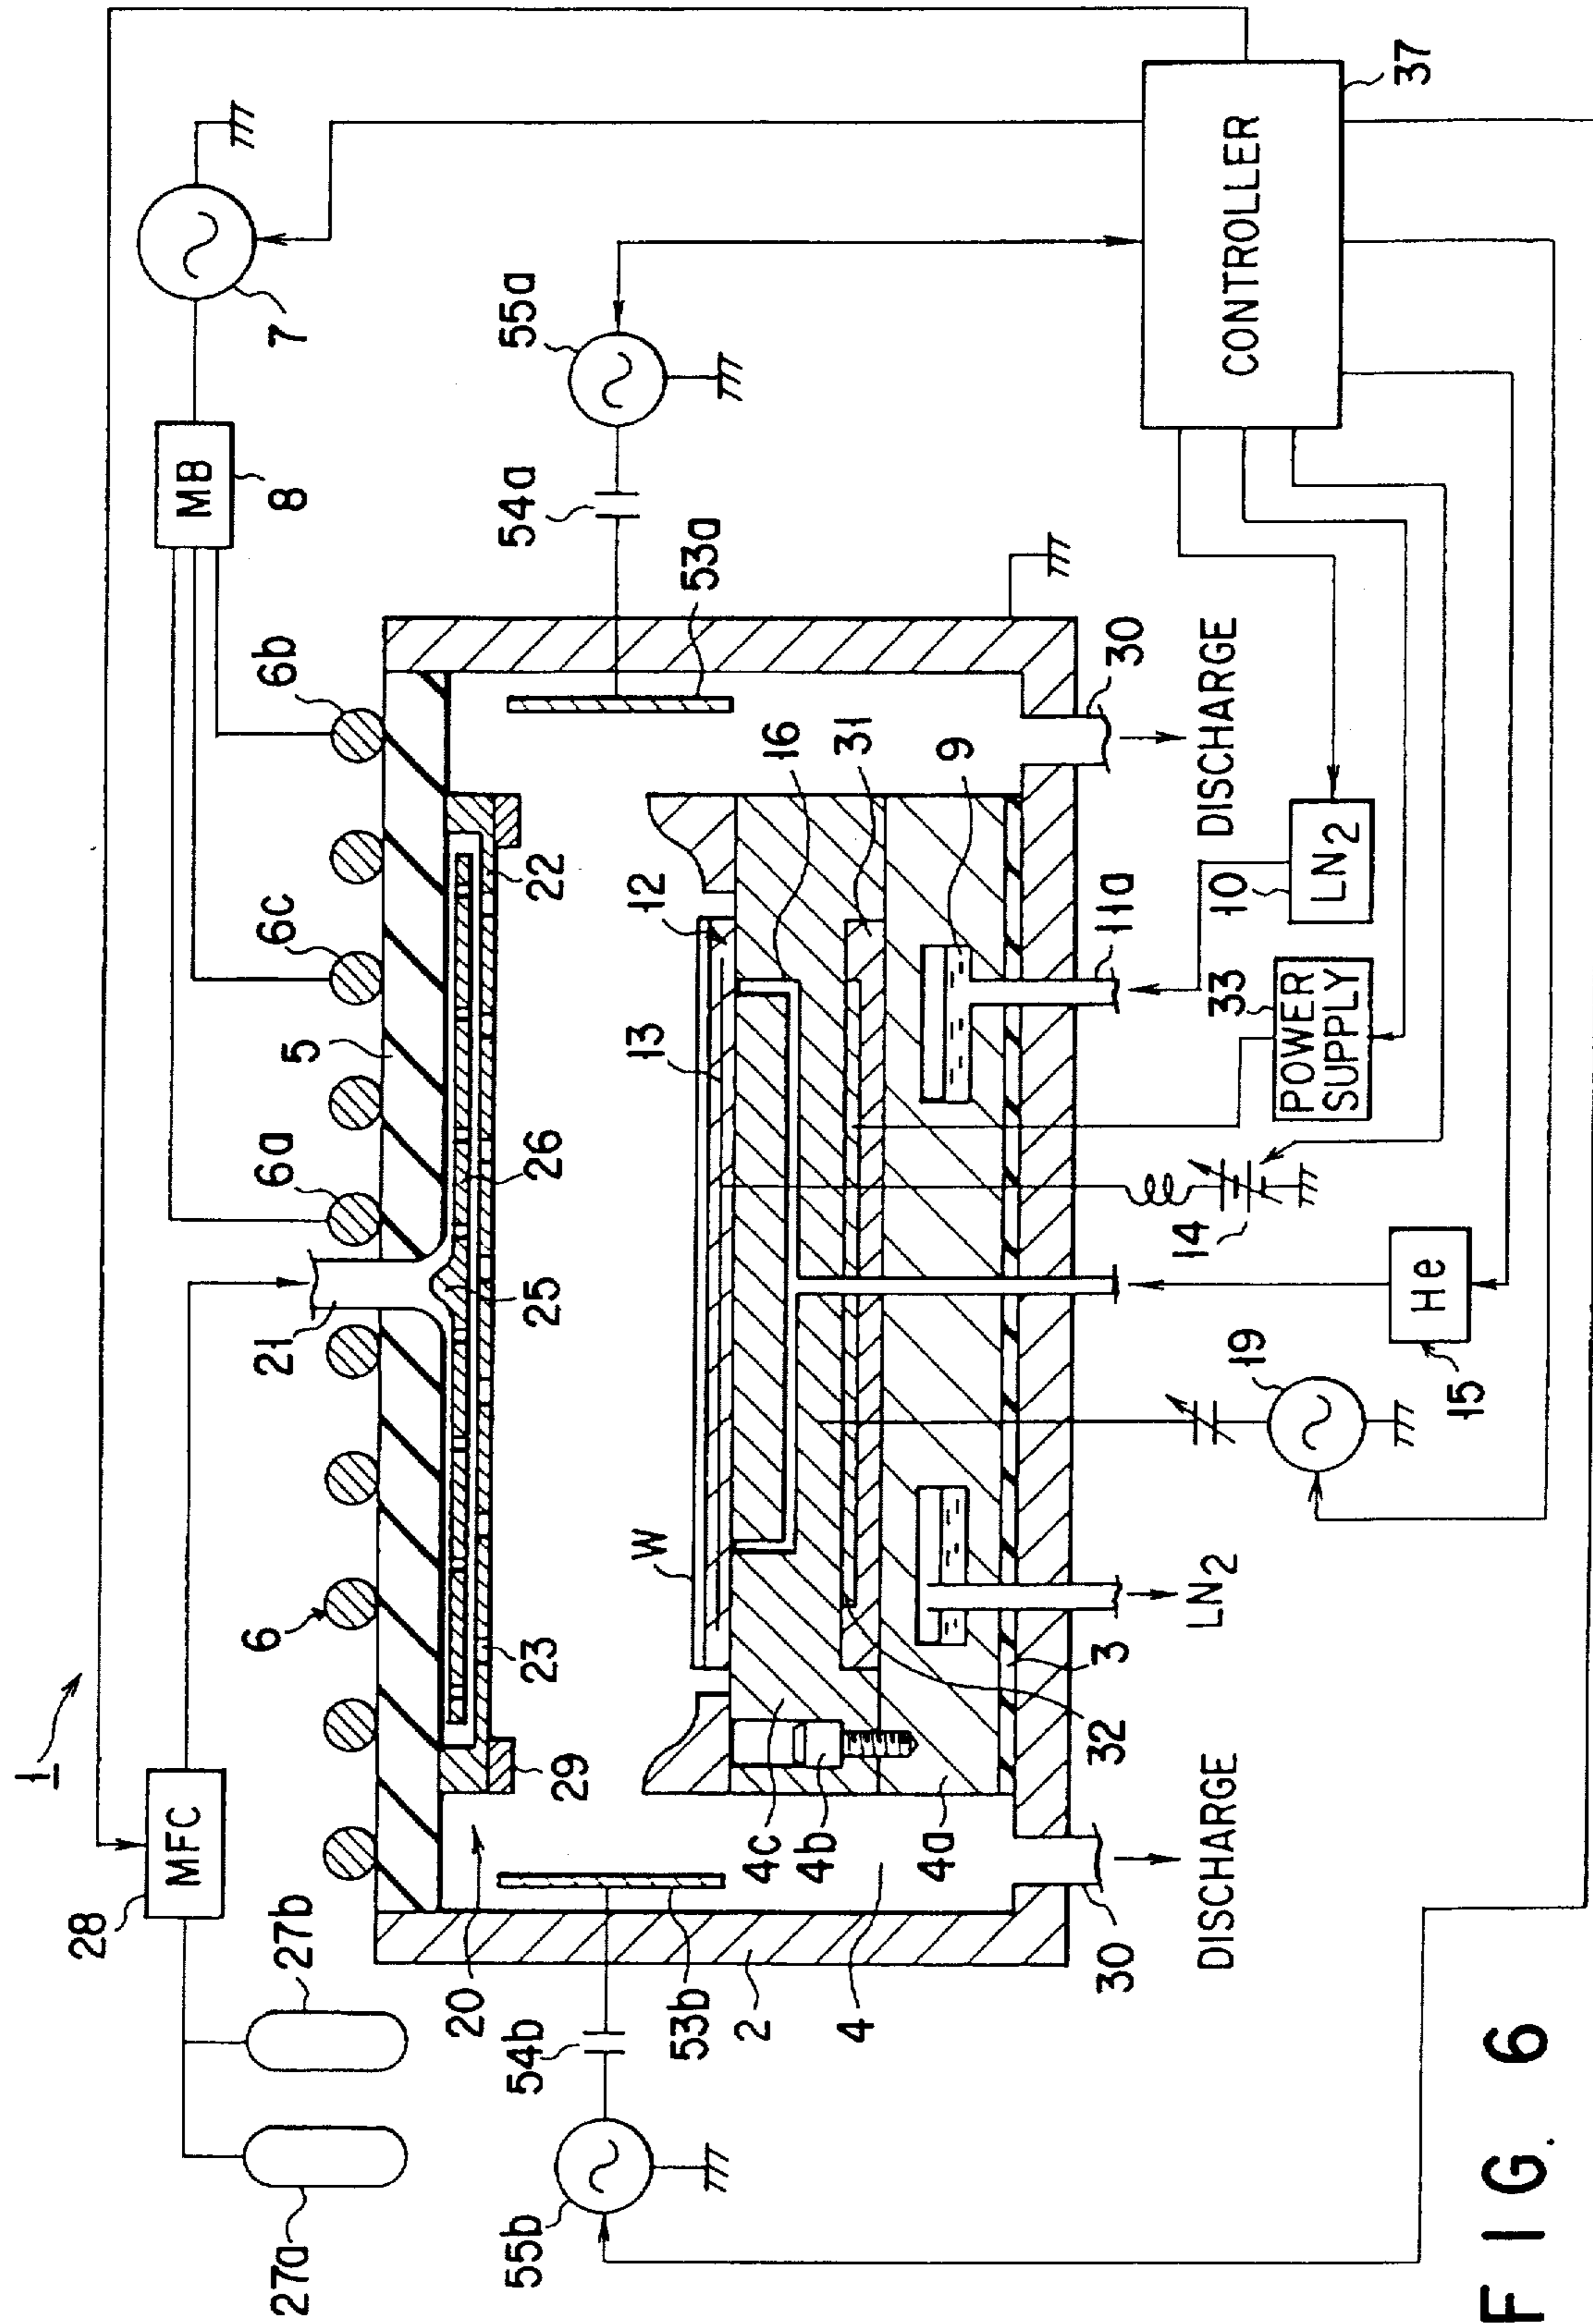 1
27a
27b
28
MFC
MB
8
7
6
6a
6c
6b
21
5
20
29
23
25
26
22
55b
54b
53b
53a
54a
55a
W
13
12
16
31
9
2
4
4c
4b
4a
32
3
30
30
11a
DISCHARGE
LN2
DISCHARGE
19
15
He
14
33
POWER
SUPPLY
10
LN2
CONTROLLER
37
FIG. 6